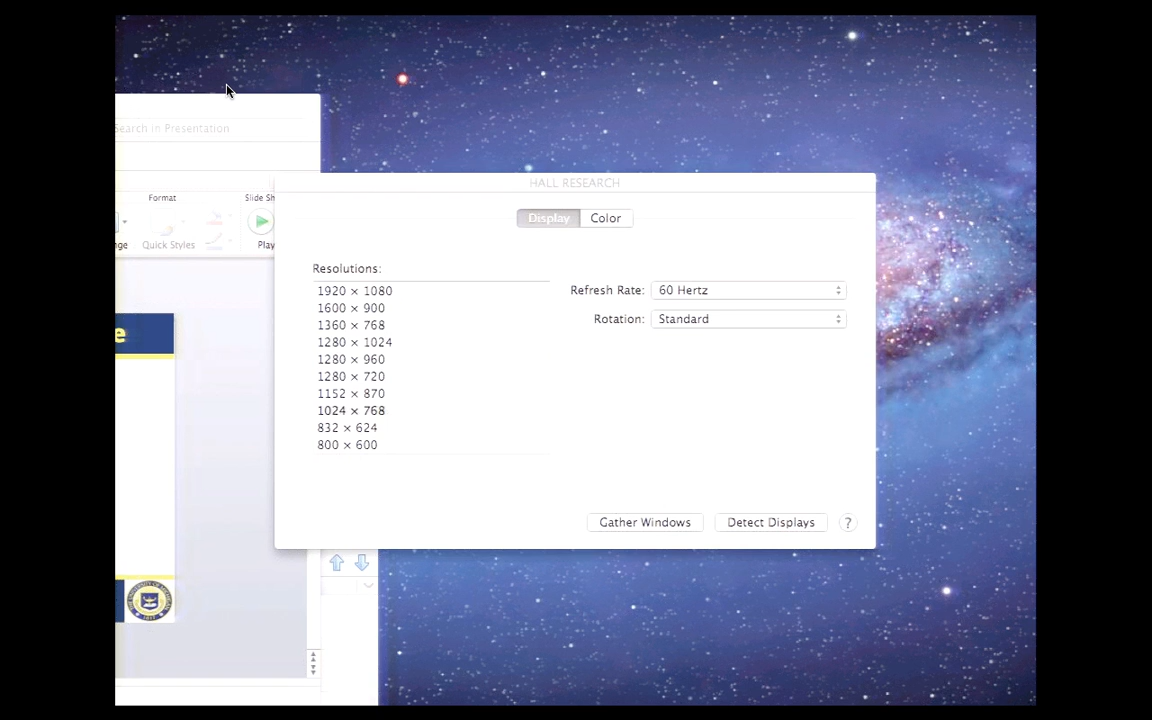 Search in Presentation
Format
Slide Sh
nge
Quick Styles
Play
e
HALL RESEARCH
Display
Color
Resolutions:
1920 × 1080
1600 × 900
1360 × 768
1280 × 1024
1280 × 960
1280 × 720
1152 × 870
1024 × 768
832 × 624
800 × 600
Refresh Rate: 60 Hertz
Rotation: Standard
Gather Windows
Detect Displays
?